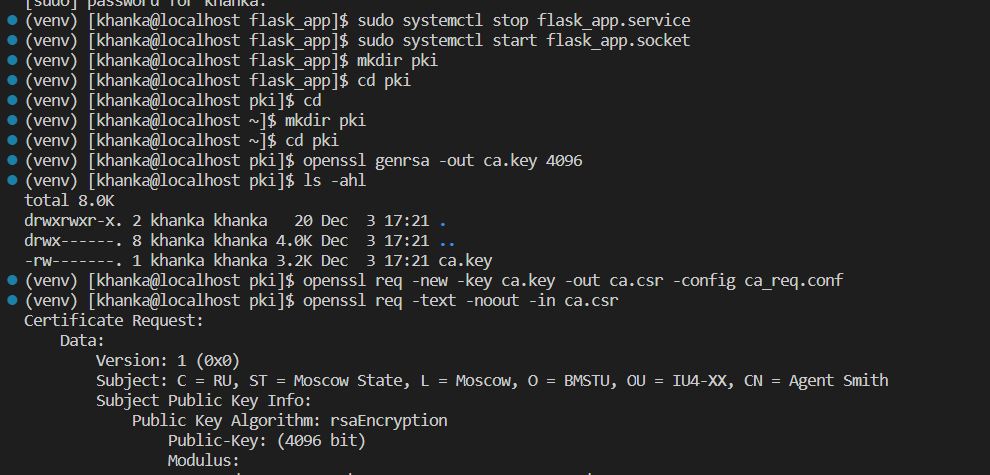 [sudo] password for khanka:
(venv) [khanka@localhost flask_app]$ sudo systemctl stop flask_app.service
(venv) [khanka@localhost flask_app]$ sudo systemctl start flask_app.socket
(venv) [khanka@localhost flask_app]$ mkdir pki
(venv) [khanka@localhost flask_app]$ cd pki
(venv) [khanka@localhost pki]$ cd
(venv) [khanka@localhost ~]$ mkdir pki
(venv) [khanka@localhost ~]$ cd pki
(venv) [khanka@localhost pki]$ openssl genrsa -out ca.key 4096
(venv) [khanka@localhost pki]$ ls -ahl
total 8.0K
drwxrwxr-x. 2 khanka khanka   20 Dec  3 17:21 .
drwx------. 8 khanka khanka 4.0K Dec  3 17:21 ..
-rw-------. 1 khanka khanka 3.2K Dec  3 17:21 ca.key
(venv) [khanka@localhost pki]$ openssl req -new -key ca.key -out ca.csr -config ca_req.conf
(venv) [khanka@localhost pki]$ openssl req -text -noout -in ca.csr
Certificate Request:
    Data:
        Version: 1 (0x0)
        Subject: C = RU, ST = Moscow State, L = Moscow, O = BMSTU, OU = IU4-XX, CN = Agent Smith
        Subject Public Key Info:
            Public Key Algorithm: rsaEncryption
                Public-Key: (4096 bit)
                Modulus: